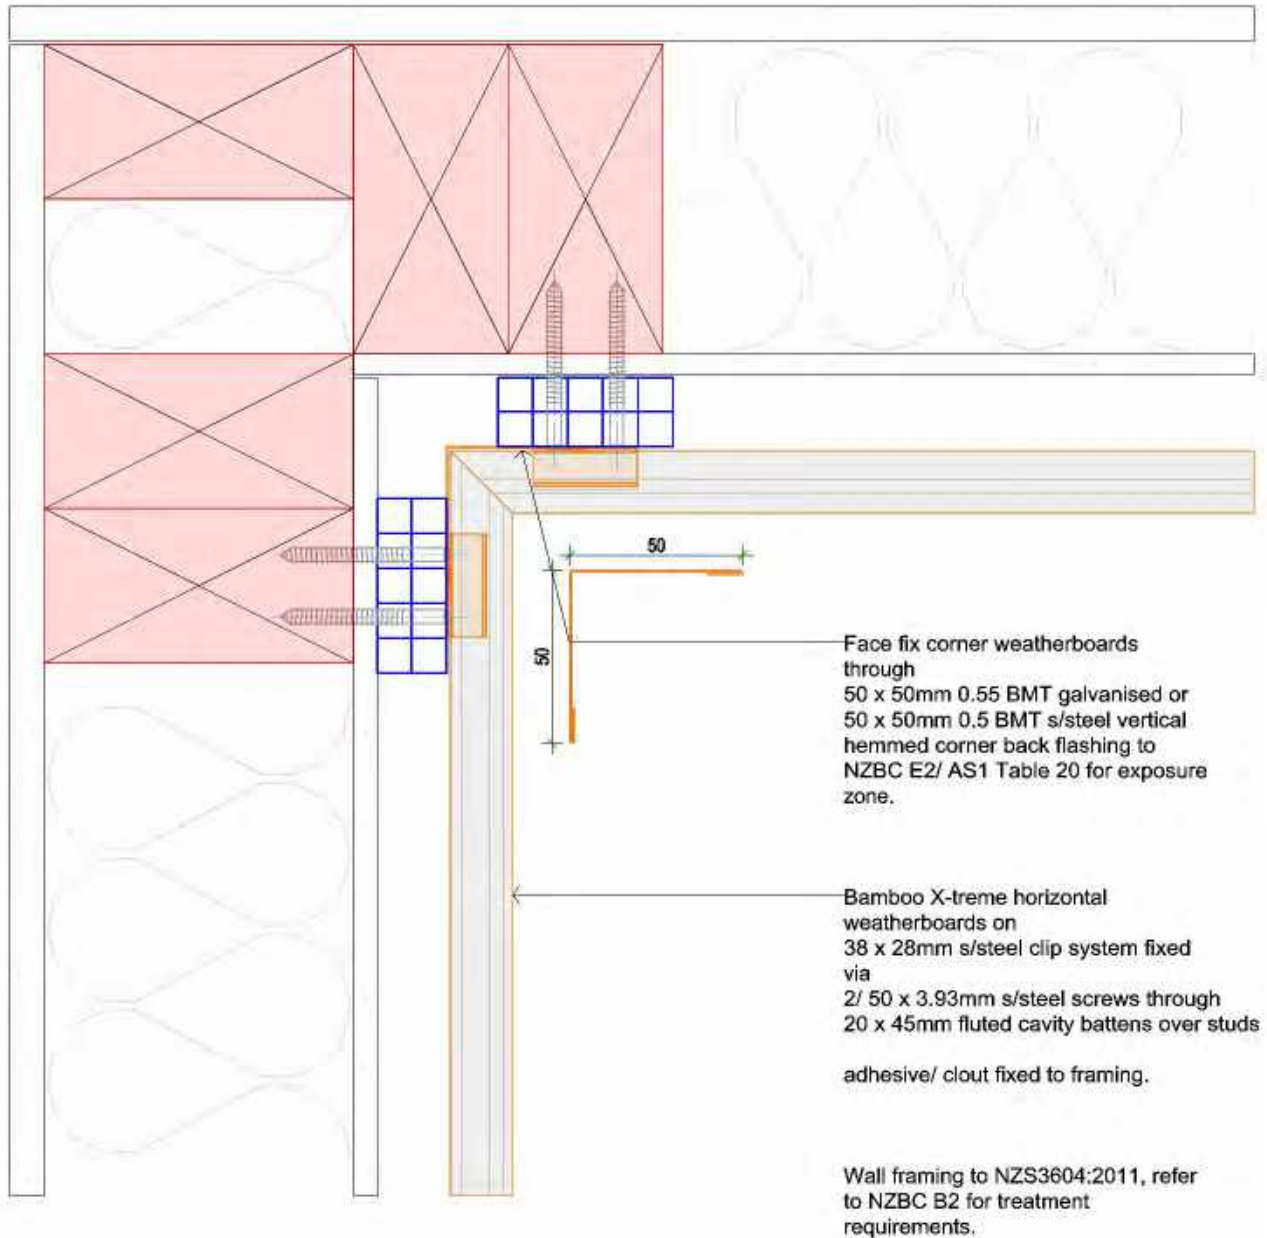 50
50
Face fix corner weatherboards
through
50 x 50mm 0.55 BMT galvanised or
50 x 50mm 0.5 BMT s/steel vertical
hemmed corner back flashing to
NZBC E2/ AS1 Table 20 for exposure
zone.
Bamboo X-treme horizontal
weatherboards on
38 x 28mm s/steel clip system fixed
via
2/ 50 x 3.93mm s/steel screws through
20 x 45mm fluted cavity battens over studs
adhesive/ clout fixed to framing.
Wall framing to NZS3604:2011, refer
to NZBC B2 for treatment
requirements.